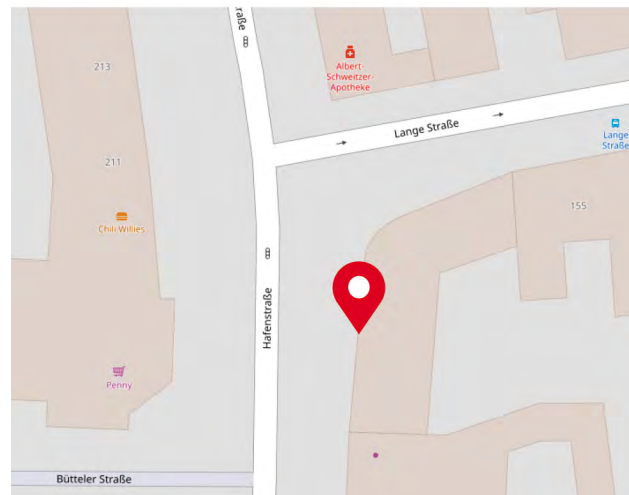 straße
213
Albert-
Schweitzer-
Apotheke
Lange Straße
Lange
Straße
211
155
Chili Willies
Hafenstraße
Penny
Bütteler Straße